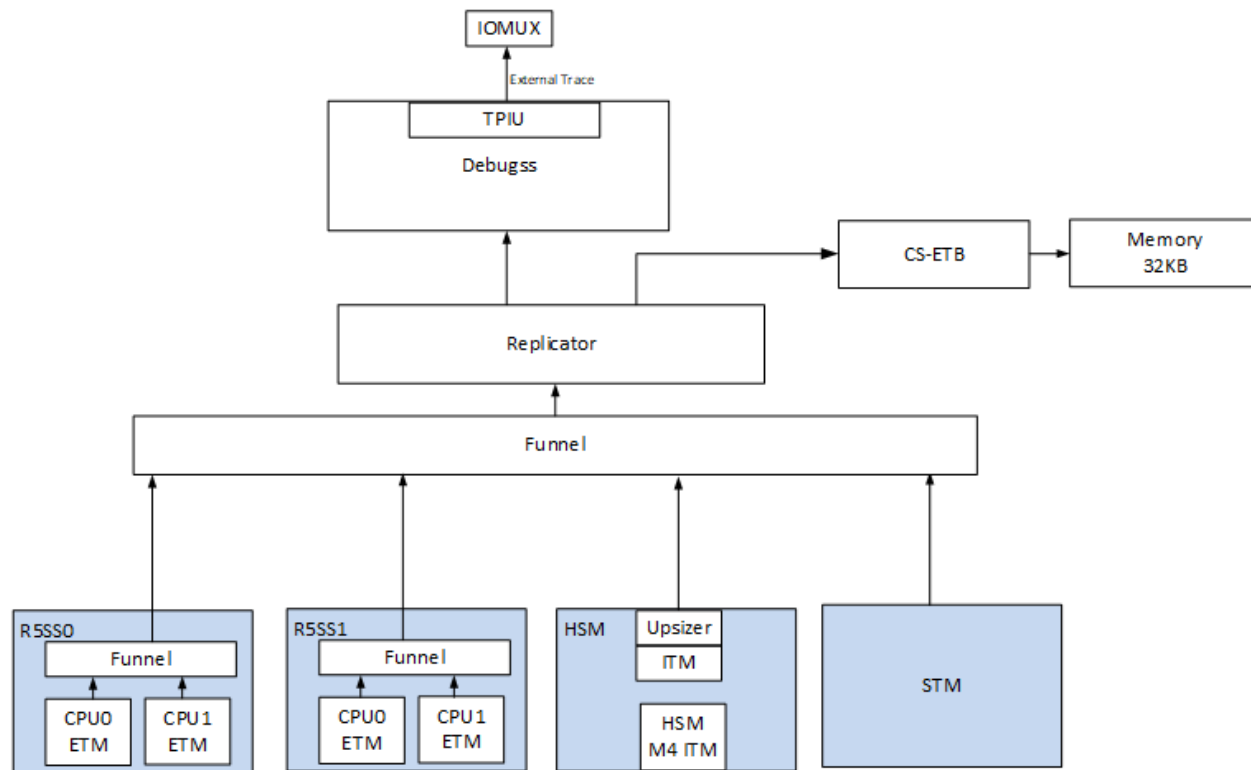 IOMUX
External Trace
TPIU
Debugss
CS-ETB
Memory
32KB
Replicator
Funnel
R5SS0
Funnel
CPU0
ETM
CPU1
ETM
R5SS1
Funnel
CPU0
ETM
CPU1
ETM
HSM
Upsizer
ITM
HSM
M4 ITM
STM